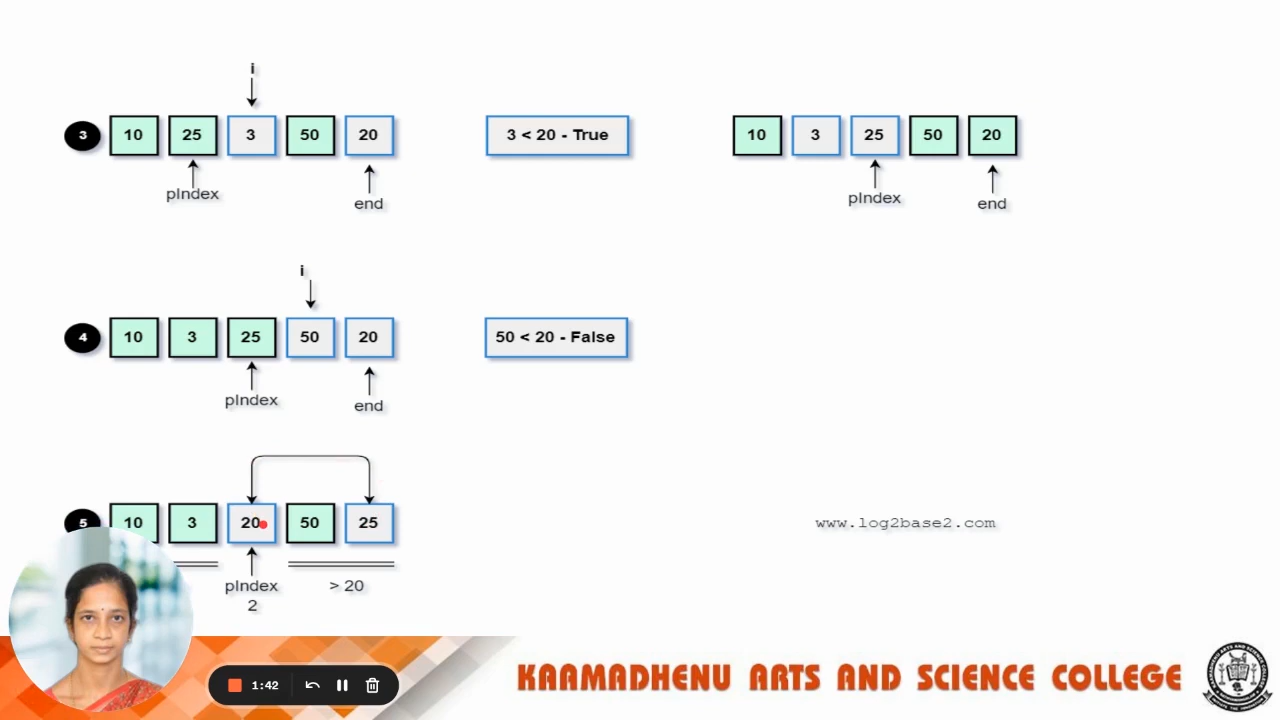 i
3 10 25 3 50 20 3 < 20 - True 10 3 25 50 20
pIndex end pIndex end
i
4 10 3 25 50 20 50 < 20 - False
pIndex end
5 10 3 20 50 25 www.log2base2.com
pIndex > 20
2
1:42
KAAMADHENU ARTS AND SCIENCE COLLEGE